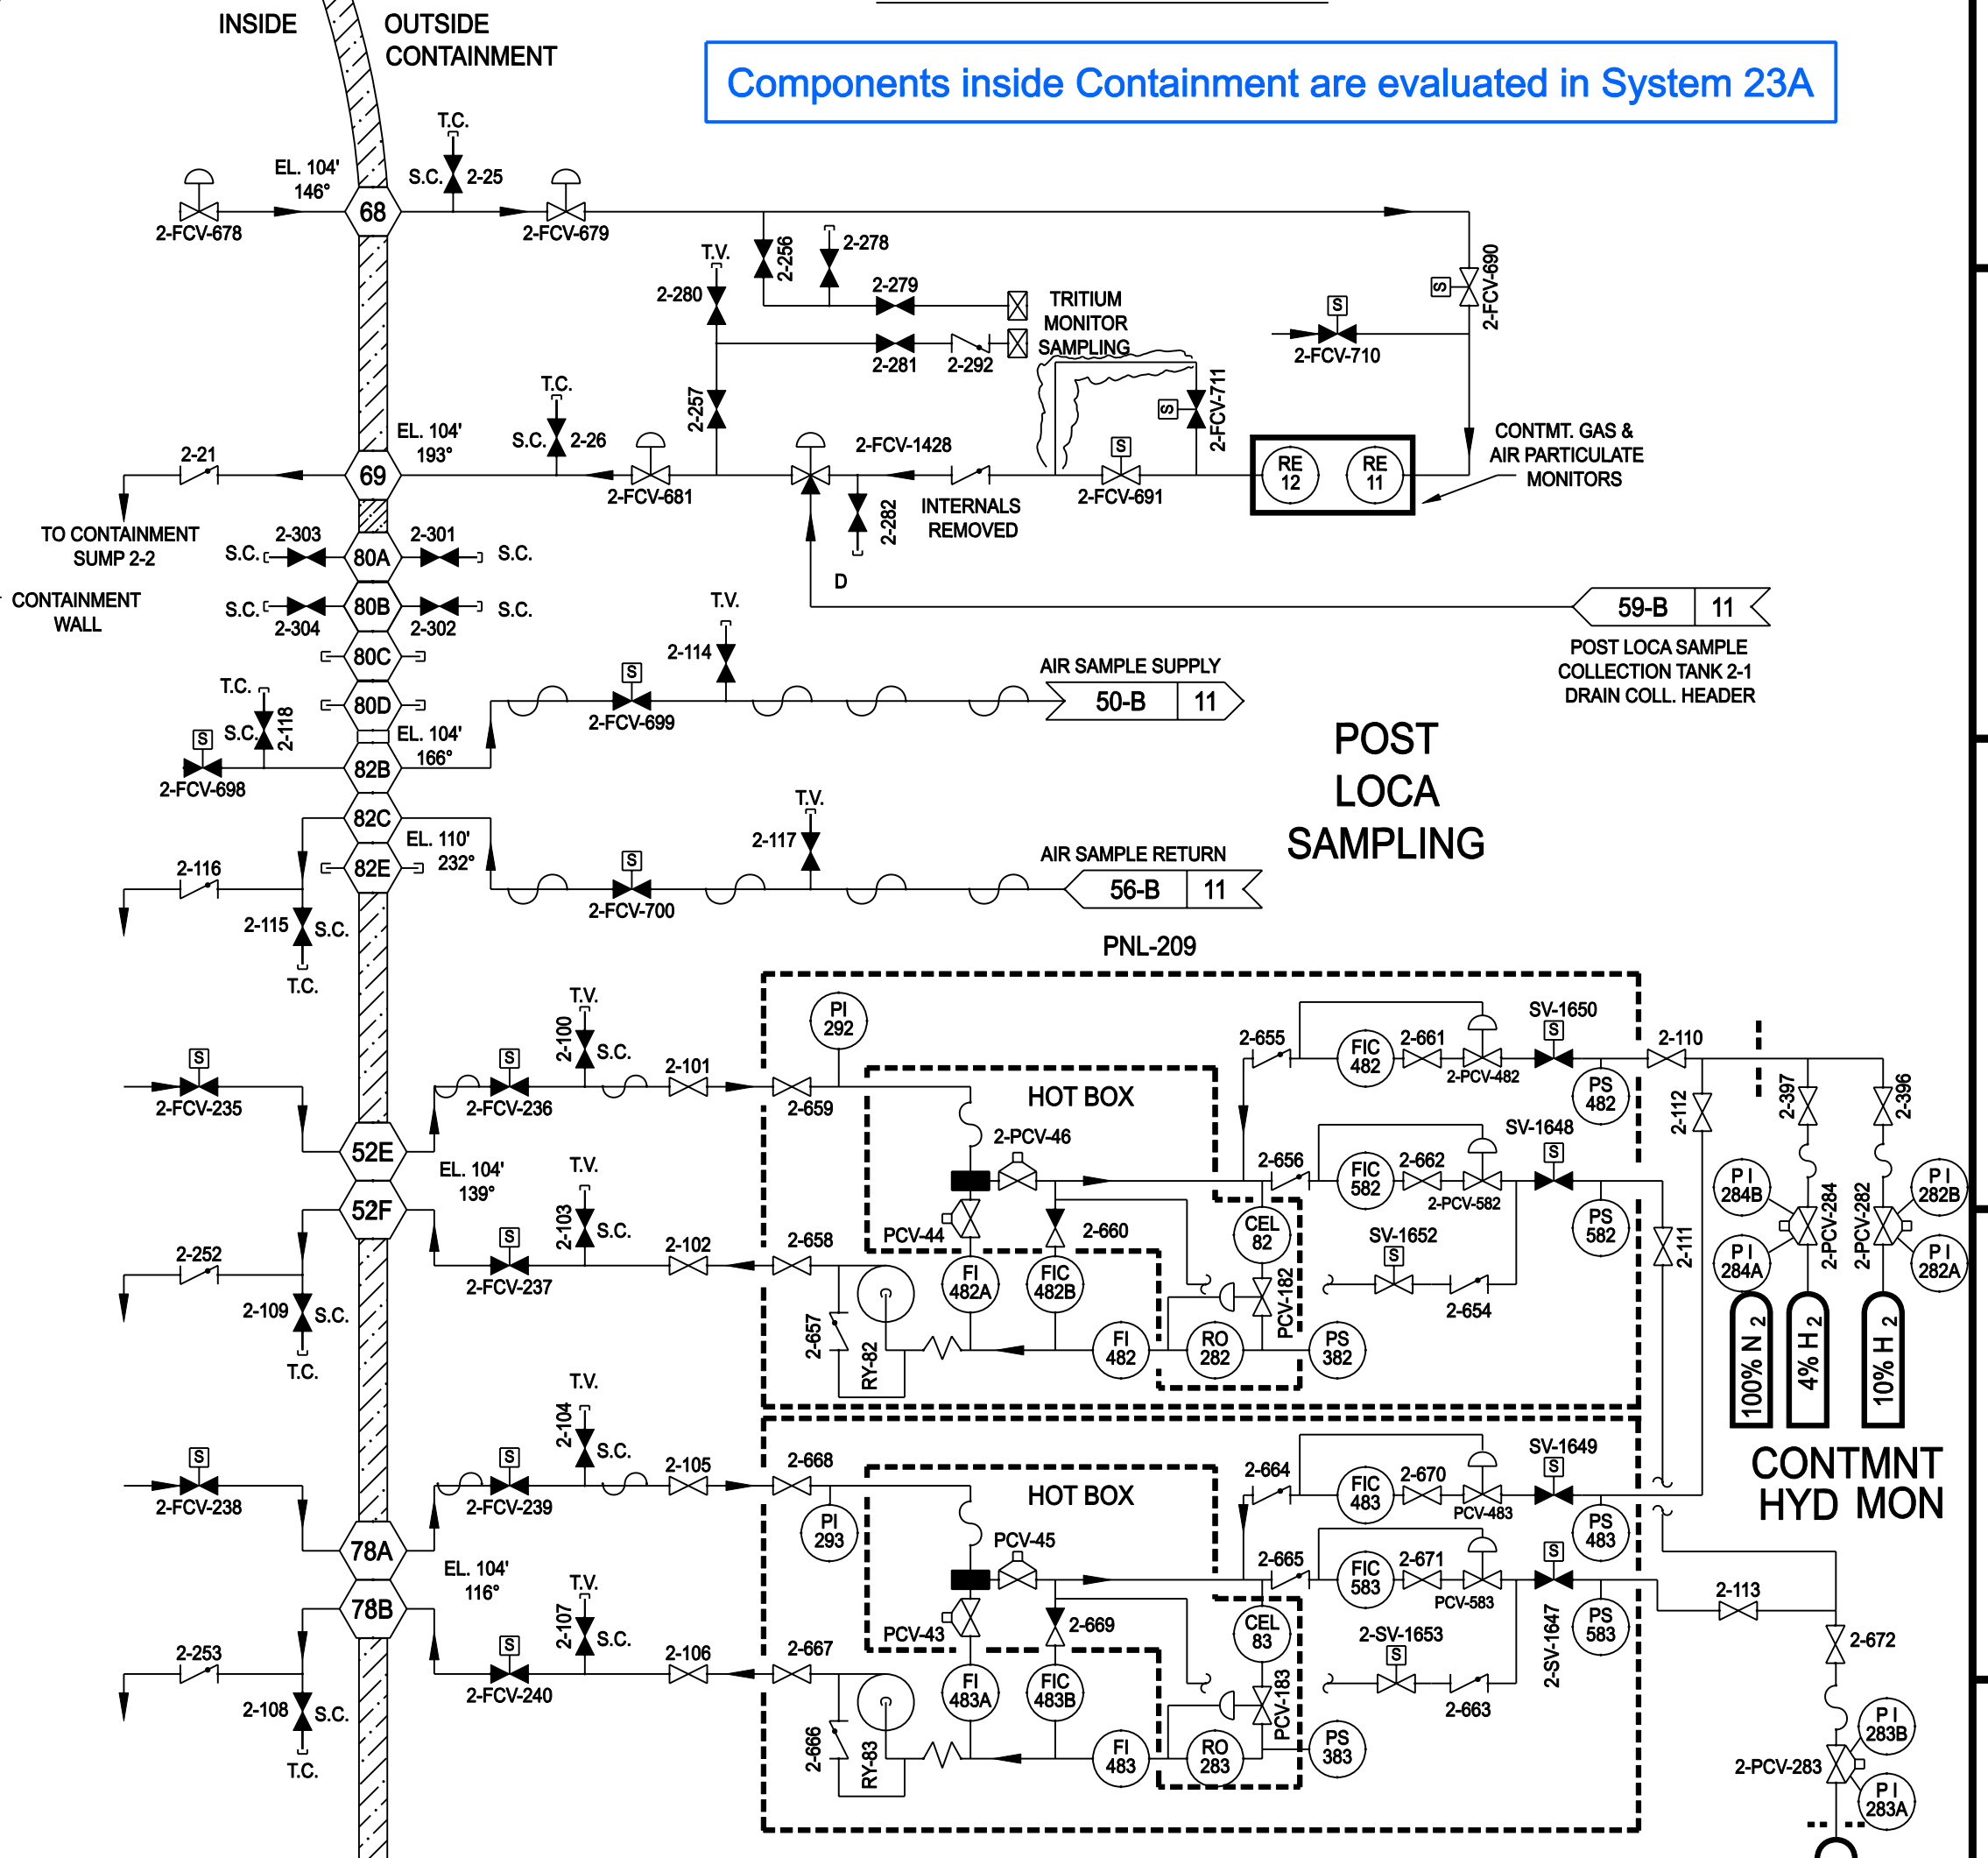 INSIDE
OUTSIDE
CONTAINMENT
Components inside Containment are evaluated in System 23A
T.C.
EL. 104'
146°
S.C.
2-25
68
2-FCV-678
2-FCV-679
2-256
2-278
T.V.
2-280
2-279
TRITIUM
MONITOR
SAMPLING
2-281
2-292
S
2-FCV-690
S
2-FCV-710
T.C.
2-257
S
2-FCV-711
EL. 104'
193°
S.C.
2-26
2-FCV-1428
S
CONTMT. GAS &
AIR PARTICULATE
MONITORS
2-21
69
RE
12
RE
11
2-FCV-681
2-FCV-691
2-282
INTERNALS
REMOVED
TO CONTAINMENT
SUMP 2-2
2-303
2-301
S.C.
80A
S.C.
D
CONTAINMENT
WALL
S.C.
80B
S.C.
2-304
2-302
59-B
11
T.V.
POST LOCA SAMPLE
COLLECTION TANK 2-1
DRAIN COLL. HEADER
80C
2-114
AIR SAMPLE SUPPLY
T.C.
80D
S
50-B
11
S.C.
2-118
2-FCV-699
EL. 104'
166°
S
82B
2-FCV-698
POST
LOCA
SAMPLING
82C
T.V.
EL. 110'
232°
2-117
AIR SAMPLE RETURN
2-116
82E
S
56-B
11
2-FCV-700
2-115
S.C.
T.C.
PNL-209
T.V.
PI
292
SV-1650
S
2-100
S.C.
2-655
FIC
482
2-661
2-PCV-482
2-110
S
2-FCV-235
S
2-FCV-236
2-101
2-659
HOT BOX
PS
482
2-112
2-397
2-396
52E
2-PCV-46
SV-1648
S
EL. 104'
139°
T.V.
2-656
FIC
582
2-662
2-PCV-582
PI
284B
2-PCV-284
2-PCV-282
PI
282B
52F
2-103
S.C.
PCV-44
2-660
CEL
82
SV-1652
S
PS
582
2-111
2-252
S
2-FCV-237
2-102
2-658
PI
284A
PI
282A
2-109
S.C.
T.C.
FI
482A
FIC
482B
PCV-182
2-654
2-657
RY-82
FI
482
RO
282
PS
382
100% N 2
4% H 2
10% H 2
T.V.
2-104
S.C.
CONTMNT
HYD MON
S
2-FCV-238
S
2-FCV-239
2-105
2-668
HOT BOX
2-664
FIC
483
2-670
PCV-483
SV-1649
S
PI
293
PS
483
78A
PCV-45
S
EL. 104'
116°
T.V.
2-665
FIC
583
2-671
PCV-583
2-SV-1647
PS
583
2-113
78B
2-107
S.C.
PCV-43
2-669
CEL
83
2-SV-1653
S
2-672
2-253
S
2-FCV-240
2-106
2-667
2-108
S.C.
T.C.
FI
483A
FIC
483B
PCV-183
2-663
2-666
RY-83
FI
483
RO
283
PS
383
PI
283B
2-PCV-283
PI
283A